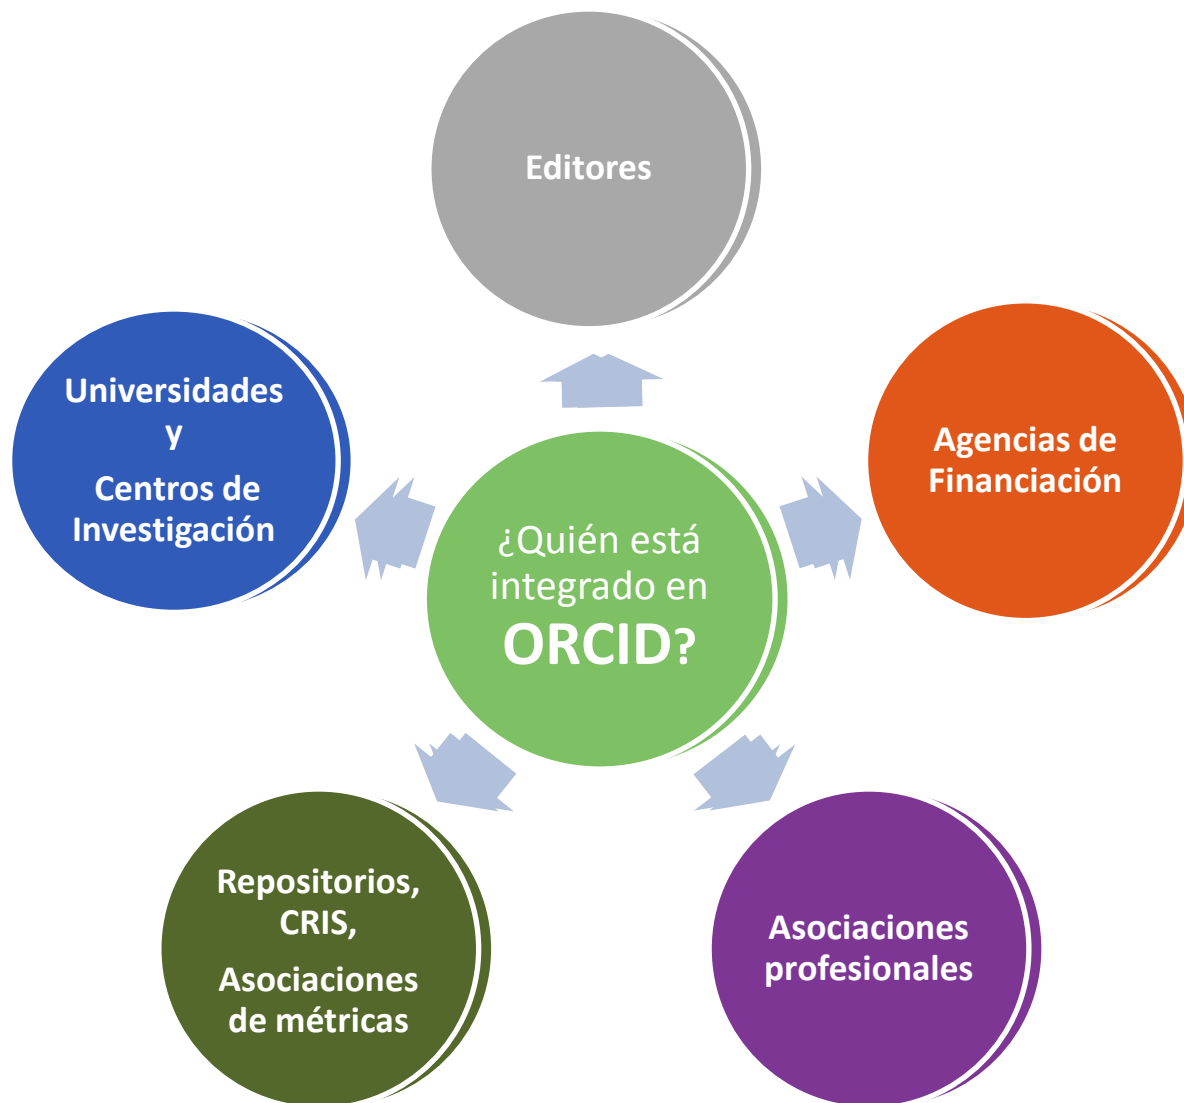 Editores
Universidades
y
Centros de
Investigación
Agencias de
Financiación
¿Quién está
integrado en
ORCID?
Repositorios,
CRIS,
Asociaciones
de métricas
Asociaciones
profesionales